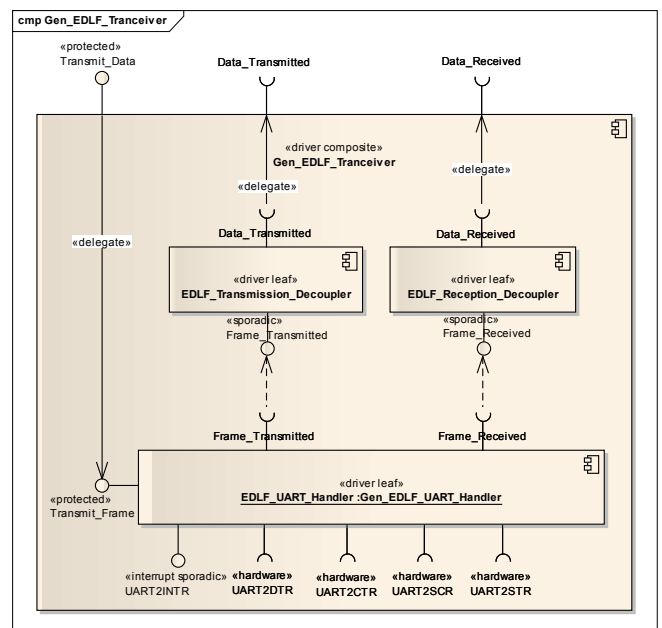 cmp Gen_EDLF_Tranceiver
«protected»
Transmit_Data
Data_Transmitted
Data_Received
«driver composite»
Gen_EDLF_Tranceiver
«delegate»
«delegate»
«delegate»
Data_Transmitted
Data_Received
«driver leaf»
EDLF_Transmission_Decoupler
«driver leaf»
EDLF_Reception_Decoupler
«sporadic»
Frame_Transmitted
«sporadic»
Frame_Received
Frame_Transmitted
Frame_Received
«driver leaf»
EDLF_UART_Handler :Gen_EDLF_UART_Handler
«protected»
Transmit_Frame
«interrupt sporadic»
UART2INTR
«hardware»
UART2DTR
«hardware»
UART2CTR
«hardware»
UART2SCR
«hardware»
UART2STR